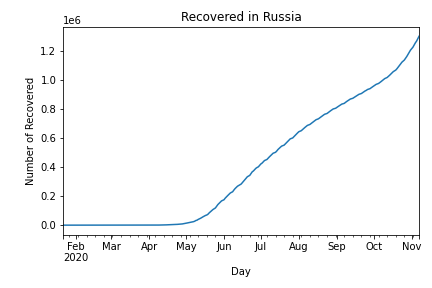 Recovered in Russia
1e6
1.2
1.0
0.8
0.6
0.4
0.2
0.0
Number of Recovered
Feb Mar Apr May Jun Jul Aug Sep Oct Nov
2020
Day